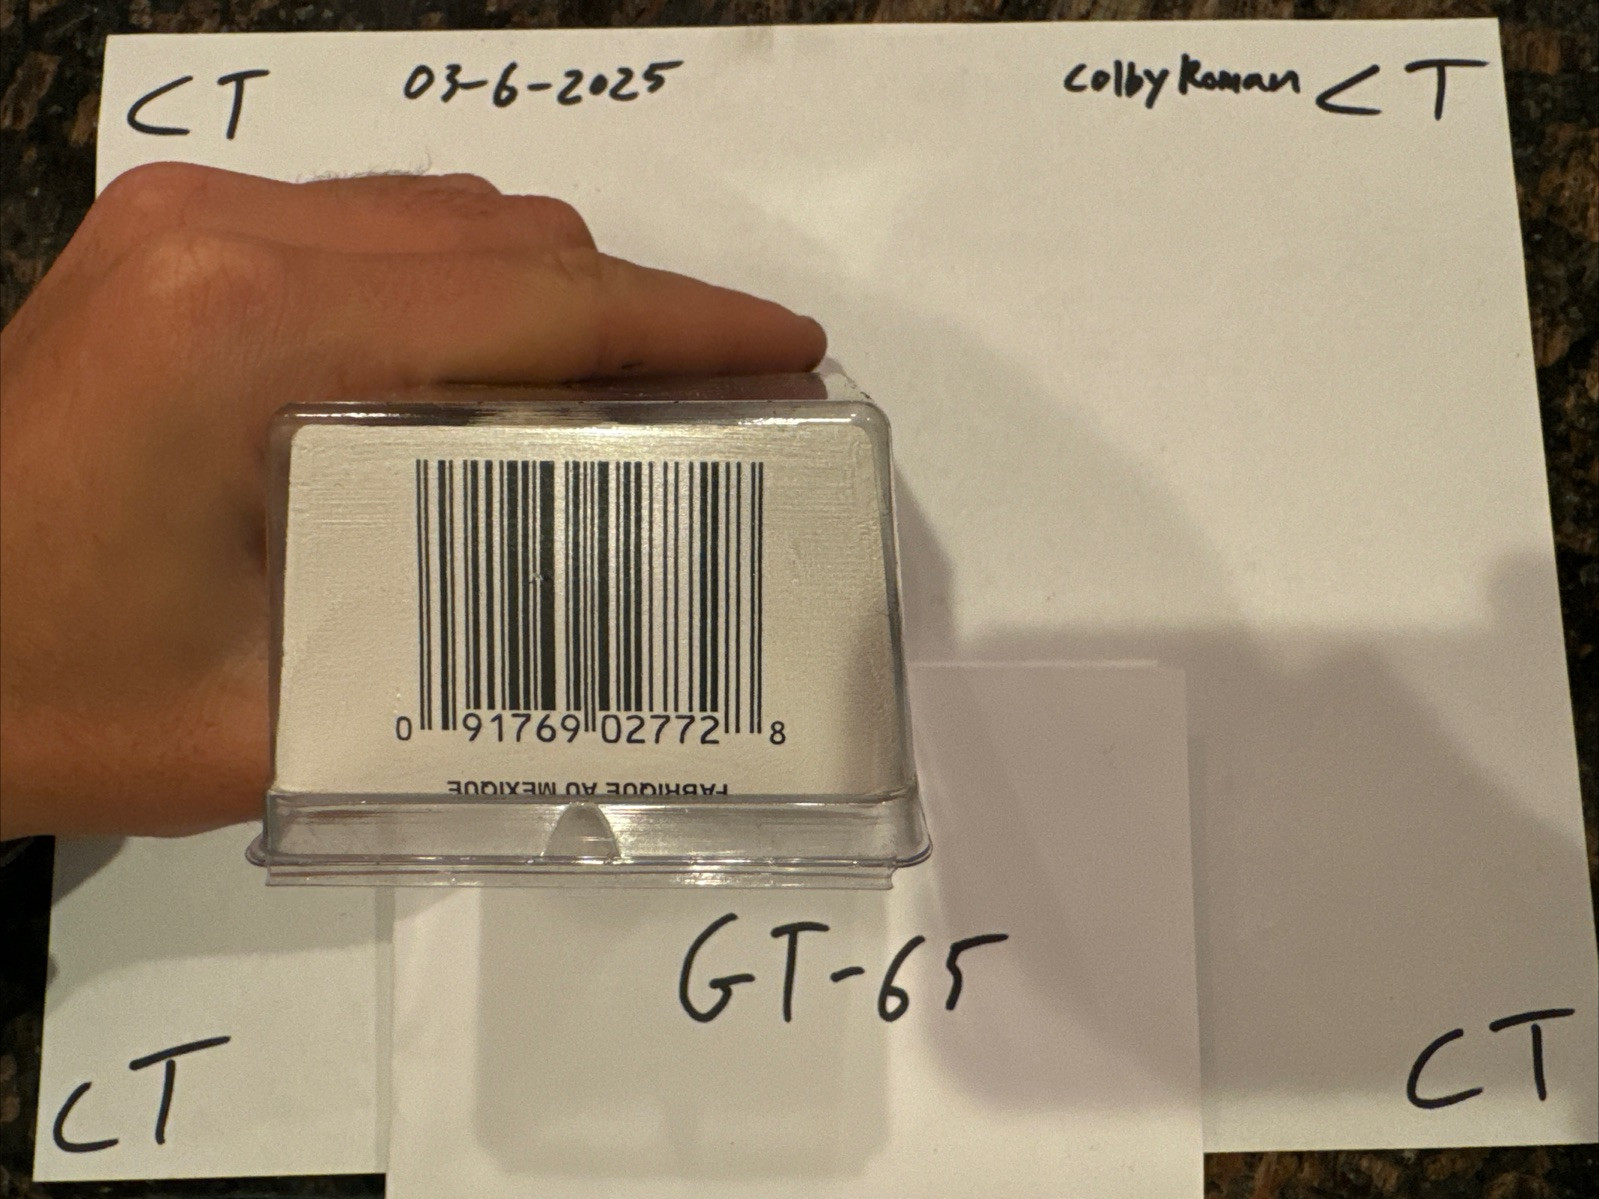 CT 03-6-2025 Colby Roman CT
0 91769 02772 8
FABRIQUE AU MEXIQUE
GT-65
CT CT